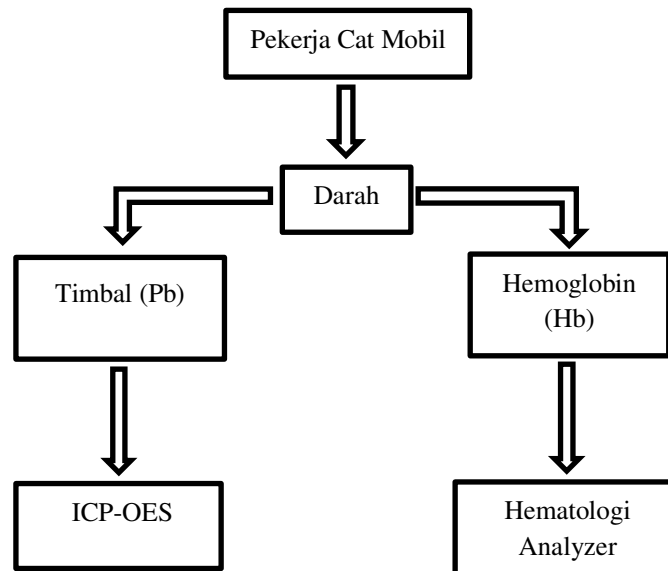 Pekerja Cat Mobil
Darah
Timbal (Pb)
Hemoglobin
(Hb)
ICP-OES
Hematologi
Analyzer